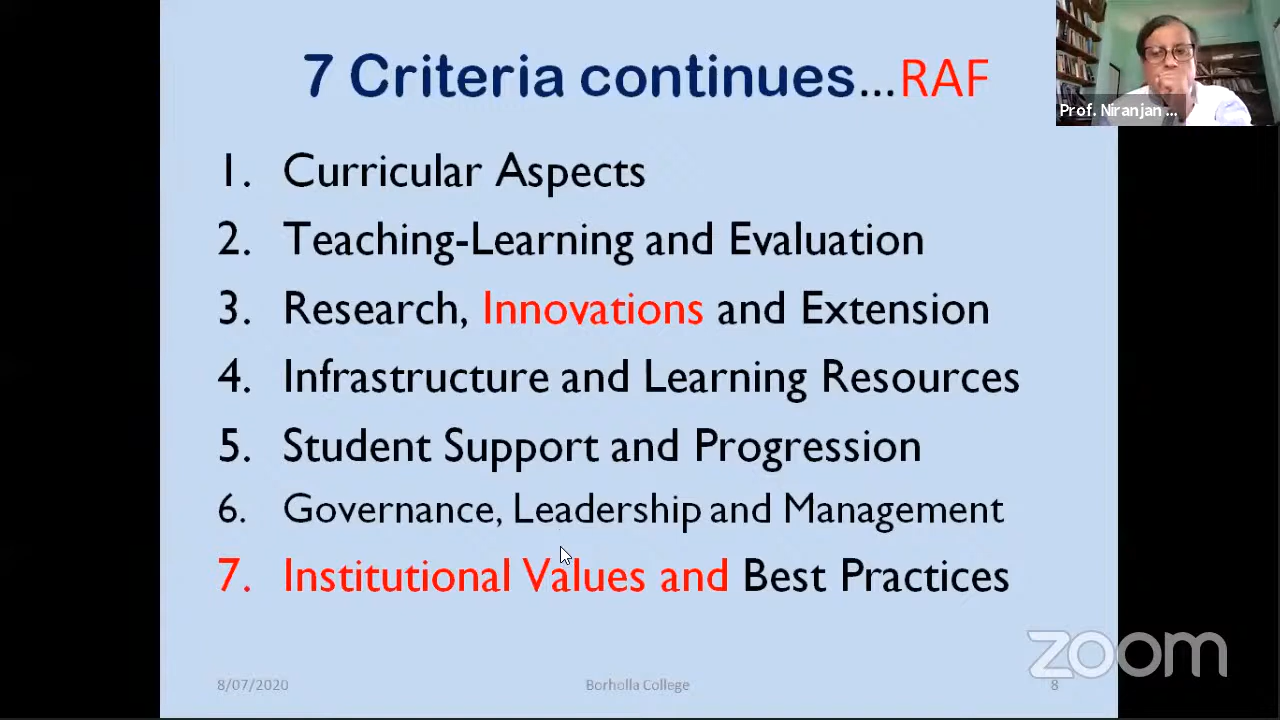 7 Criteria continues...RAF
Prof. Niranjan ...
1. Curricular Aspects
2. Teaching-Learning and Evaluation
3. Research, Innovations and Extension
4. Infrastructure and Learning Resources
5. Student Support and Progression
6. Governance, Leadership and Management
7. Institutional Values and Best Practices
zoom
8/07/2020
Borholla College
8